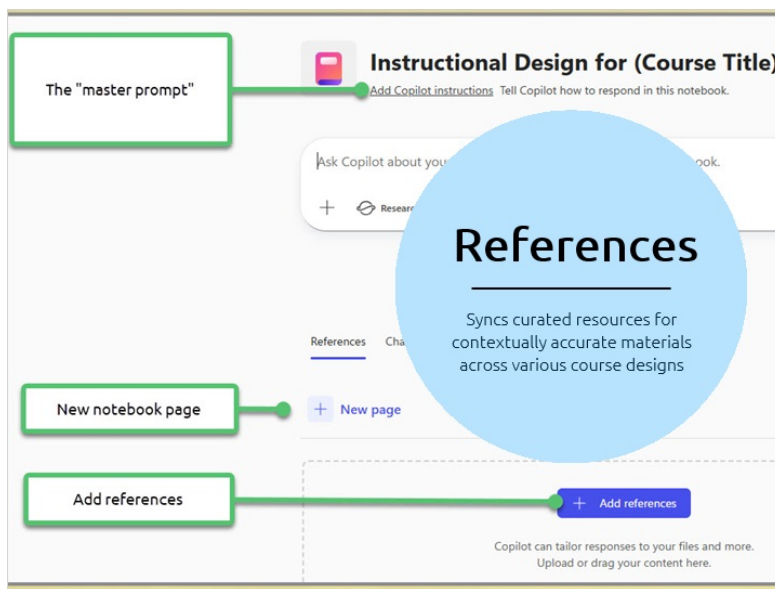 Instructional Design for (Course Title)
The "master prompt"
Add Copilot instructions Tell Copilot how to respond in this notebook.
Ask Copilot about
References
Syncs curated resources for
contextually accurate materials
across various course designs
References
New notebook page
New page
Add references
Add references
Copilot can tailor responses to your files and more.
Upload or drag your content here.